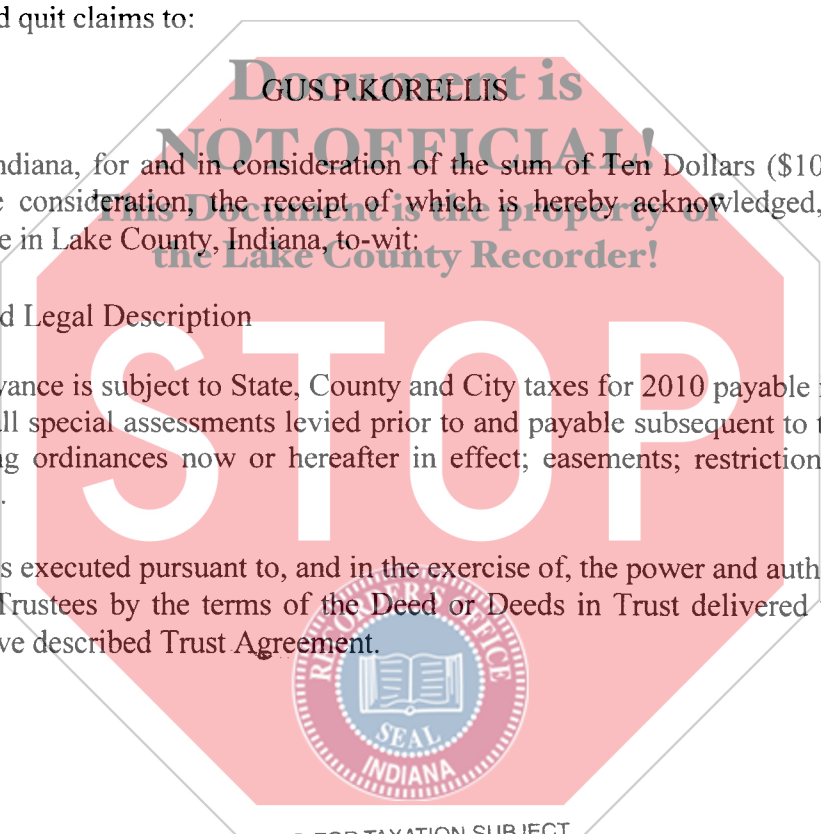 d quit claims to:
Document is
GUS P.KORELLIS
NOT OFFICIAL!
ndiana, for and in consideration of the sum of Ten Dollars ($10
e consideration, the receipt of which is hereby acknowledged,
This Document is the property of
e in Lake County, Indiana, to-wit:
the Lake County Recorder!
d Legal Description
STOP
yance is subject to State, County and City taxes for 2010 payable
ll special assessments levied prior to and payable subsequent to t
ng ordinances now or hereafter in effect; easements; restriction
.
s executed pursuant to, and in the exercise of, the power and auth
Trustees by the terms of the Deed or Deeds in Trust delivered
ve described Trust Agreement.
RECORDER'S OFFICE
SEAL
INDIANA
FOR TAXATION SUBJECT